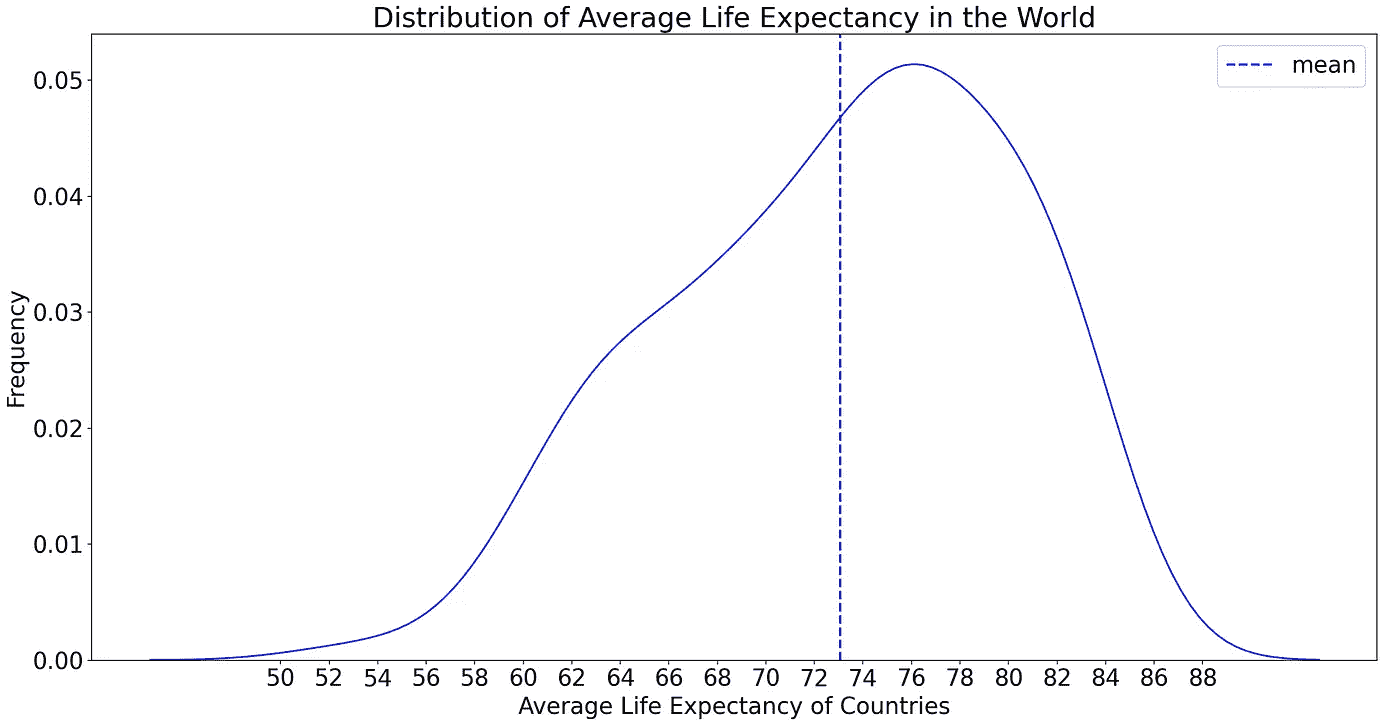 Distribution of Average Life Expectancy in the World
mean
0.05
0.04
0.03
0.02
0.01
0.00
Frequency
50 52 54 56 58 60 62 64 66 68 70 72 74 76 78 80 82 84 86 88
Average Life Expectancy of Countries